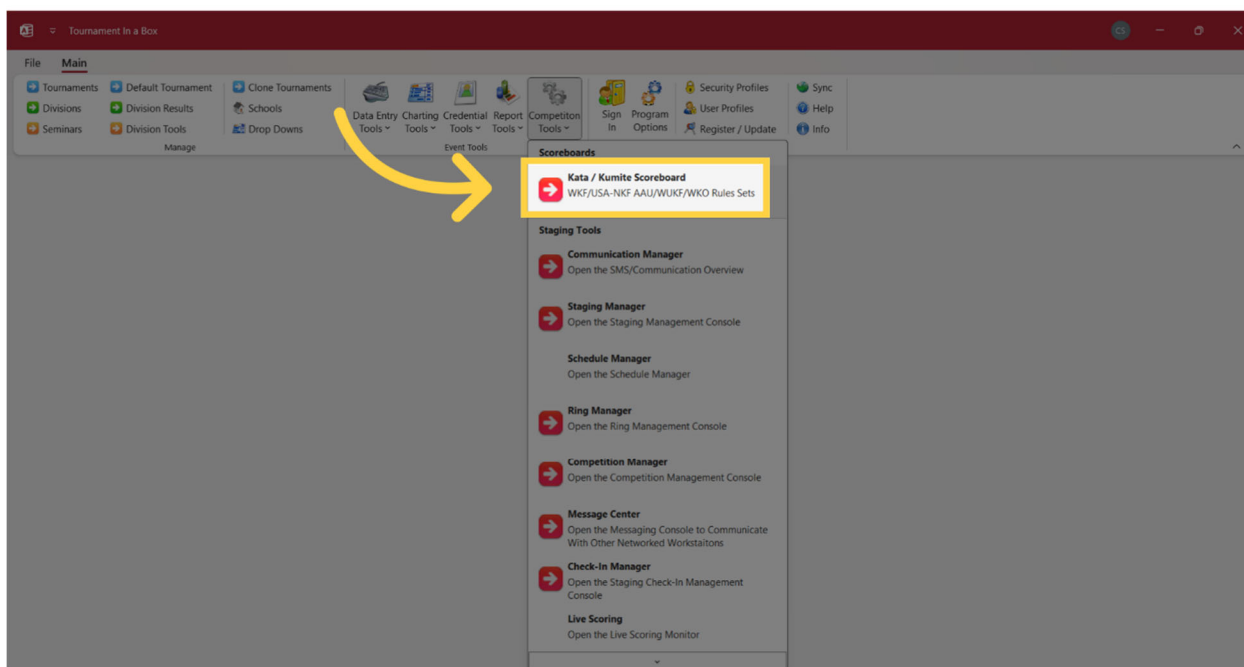 Tournament In a Box
CS
File Main
Tournaments Default Tournament Clone Tournaments
Divisions Division Results Schools
Seminars Division Tools Drop Downs
Manage
Data Entry Tools
Charting Tools
Credential Tools
Report Tools
Competiton Tools
Event Tools
Sign In
Program Options
Security Profiles
User Profiles
Register / Update
Sync
Help
Info
Scoreboards
Kata / Kumite Scoreboard
WKF/USA-NKF AAU/WUKF/WKO Rules Sets
Staging Tools
Communication Manager
Open the SMS/Communication Overview
Staging Manager
Open the Staging Management Console
Schedule Manager
Open the Schedule Manager
Ring Manager
Open the Ring Management Console
Competition Manager
Open the Competition Management Console
Message Center
Open the Messaging Console to Communicate
With Other Networked Workstaitons
Check-In Manager
Open the Staging Check-In Management
Console
Live Scoring
Open the Live Scoring Monitor